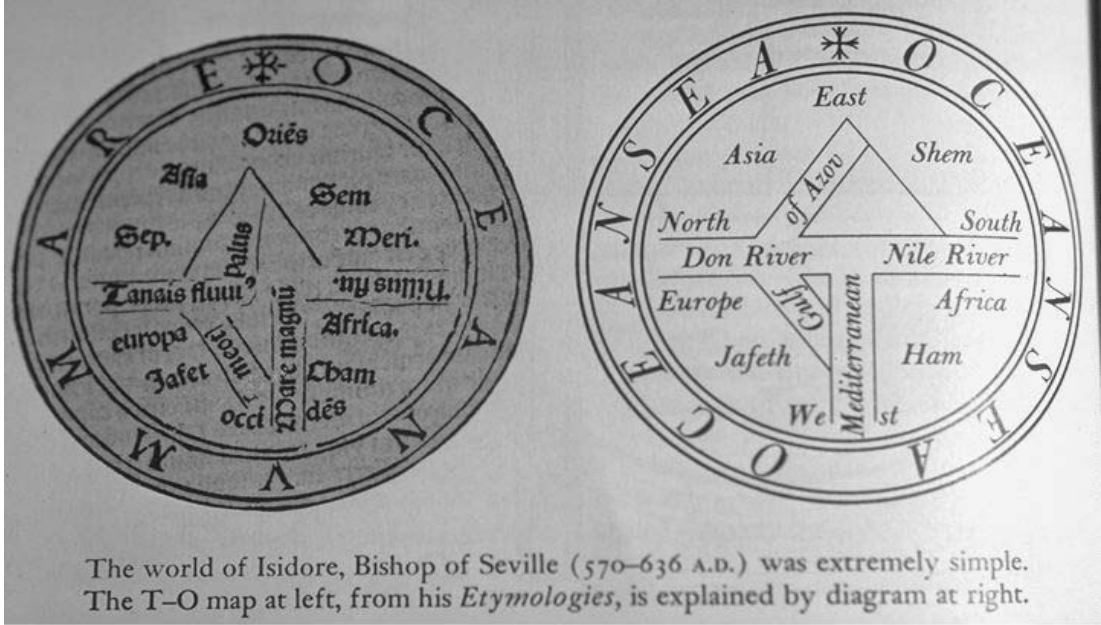 ✢ OCEANVM MARE
Oriēs
Asia
Sem
Sep.
Meri.
Palus
Tanais fluuꝰ
Nillus flu.
europa
meoti
Mare magnū
Africa.
Jafet
Cham
occi dēs
✢ OCEAN SEA OCEAN SEA
East
Asia
Shem
of Azov
North
South
Don River
Nile River
Europe
Gulf
Mediterranean
Africa
Jafeth
Ham
We st
The world of Isidore, Bishop of Seville (570–636 A.D.) was extremely simple.
The T–O map at left, from his Etymologies, is explained by diagram at right.